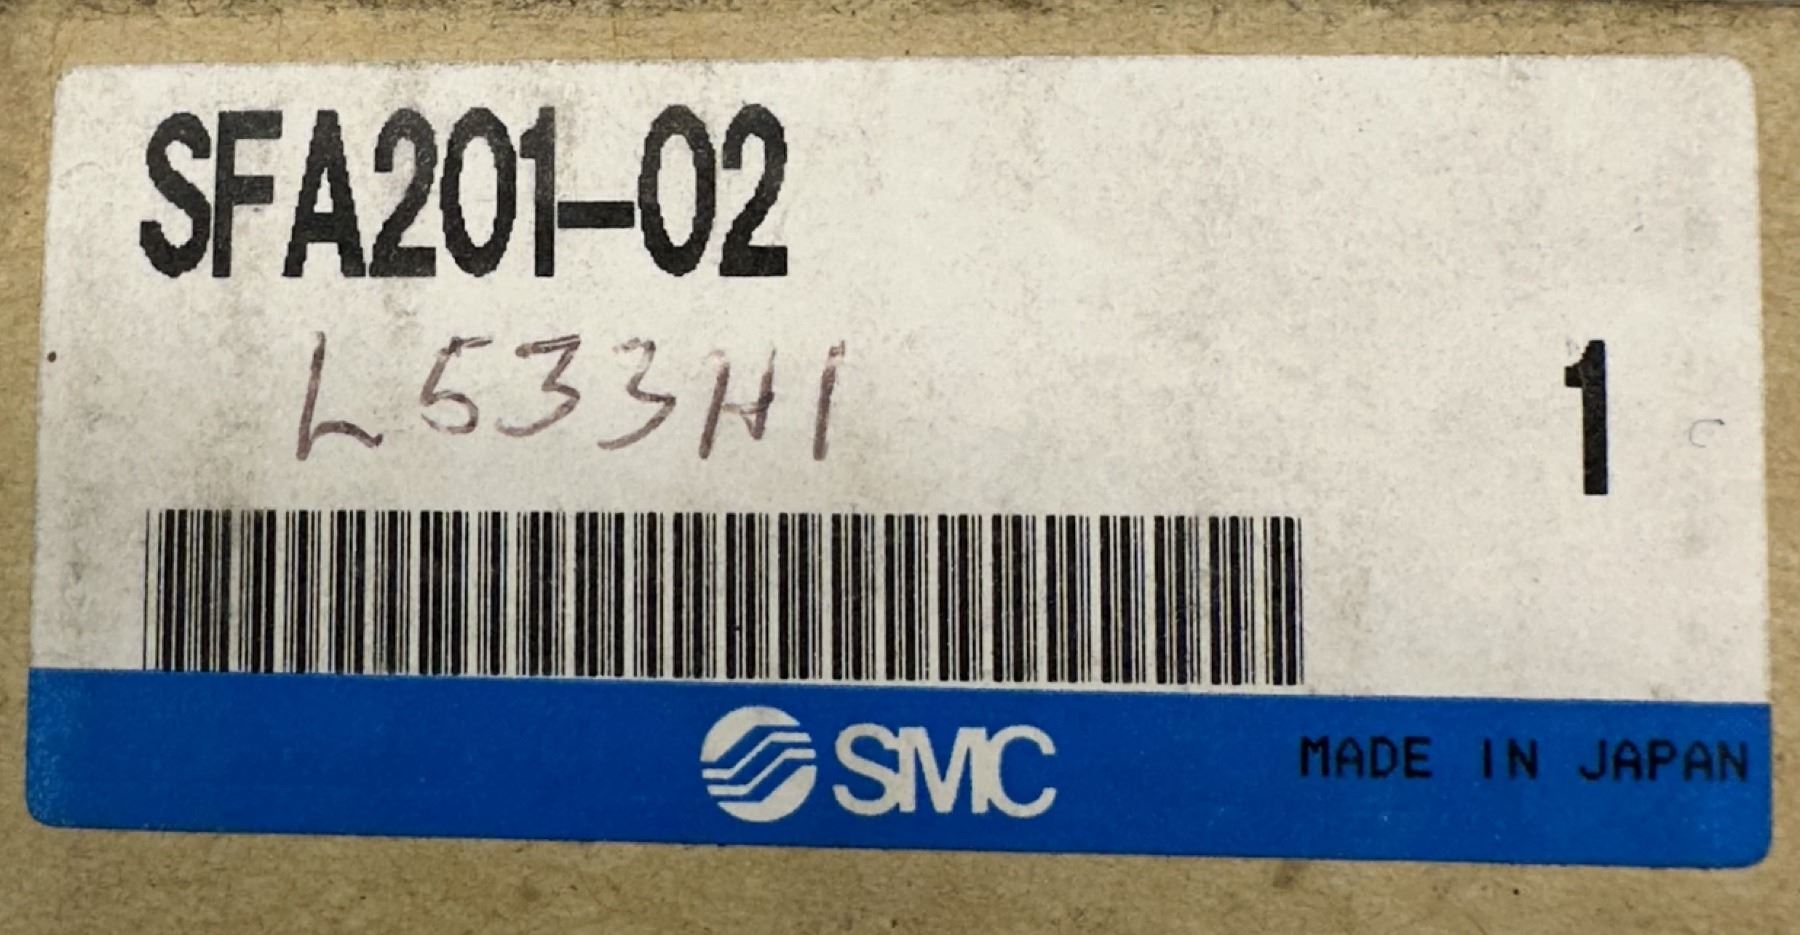 SFA201-02
L533H1
1
SMC
MADE IN JAPAN